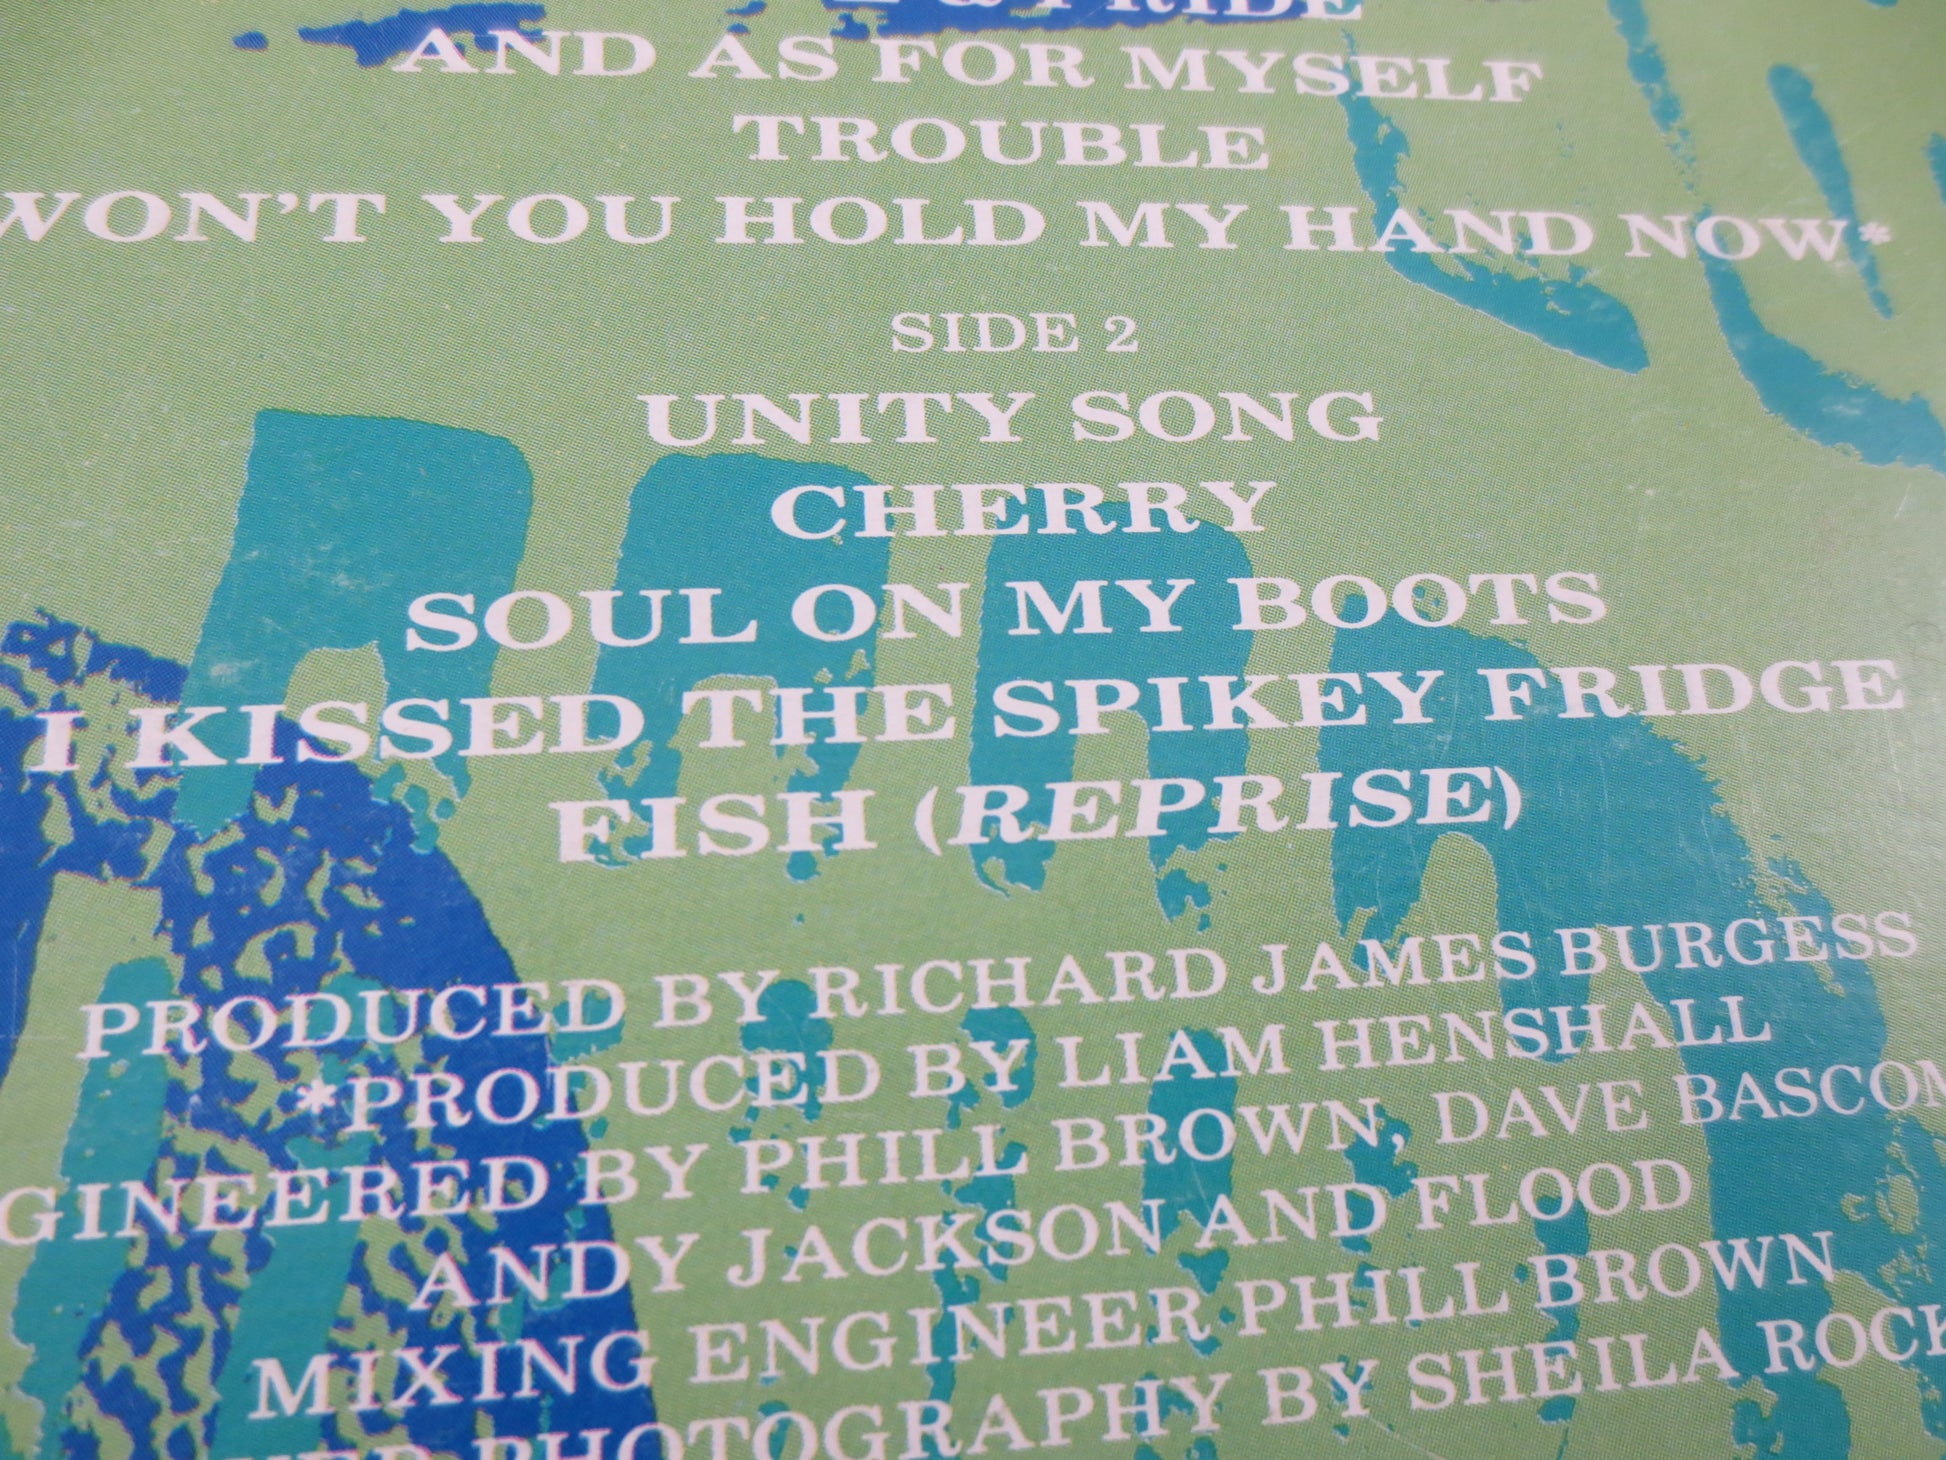 & PRIDE
AND AS FOR MYSELF
TROUBLE
WON'T YOU HOLD MY HAND NOW*
SIDE 2
UNITY SONG
CHERRY
SOUL ON MY BOOTS
I KISSED THE SPIKEY FRIDGE
FISH (REPRISE)
PRODUCED BY RICHARD JAMES BURGESS
*PRODUCED BY LIAM HENSHALL
GINEERED BY PHILL BROWN, DAVE BASCOM
ANDY JACKSON AND FLOOD
MIXING ENGINEER PHILL BROWN
PHOTOGRAPHY BY SHEILA ROCK